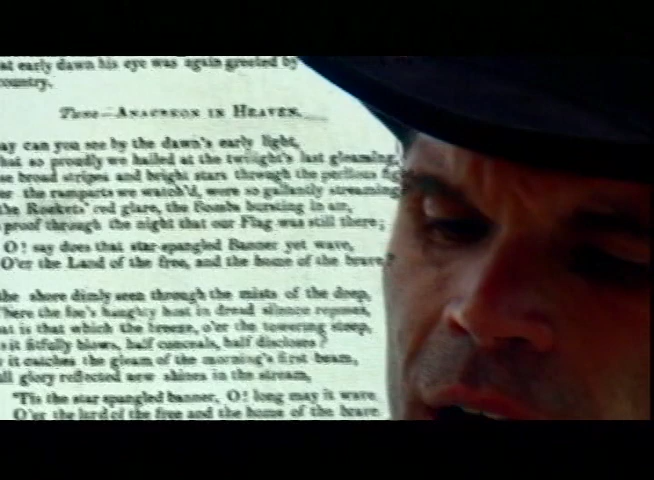 at early dawn his eye was again greeted by
country.
Tune—ANACREON IN HEAVEN.
ay can you see by the dawn's early light,
hat so proudly we hailed at the twilight's last gleaming,
se broad stripes and bright stars through the perilous fig
er the ramparts we watch'd, were so gallantly streaming
the Rockets' red glare, the Bombs bursting in air,
proof through the night that our Flag was still there;
O! say does that star-spangled Banner yet wave,
O'er the Land of the free, and the home of the brave?
he shore dimly seen through the mists of the deep,
here the foe's haughty host in dread silence reposes,
at is that which the breeze, o'er the towering steep,
s it fitfully blows, half conceals, half discloses?
v it catches the gleam of the morning's first beam,
ll glory reflected new shines in the stream,
'Tis the star spangled banner, O! long may it wave
O'er the land of the free and the home of the brave.